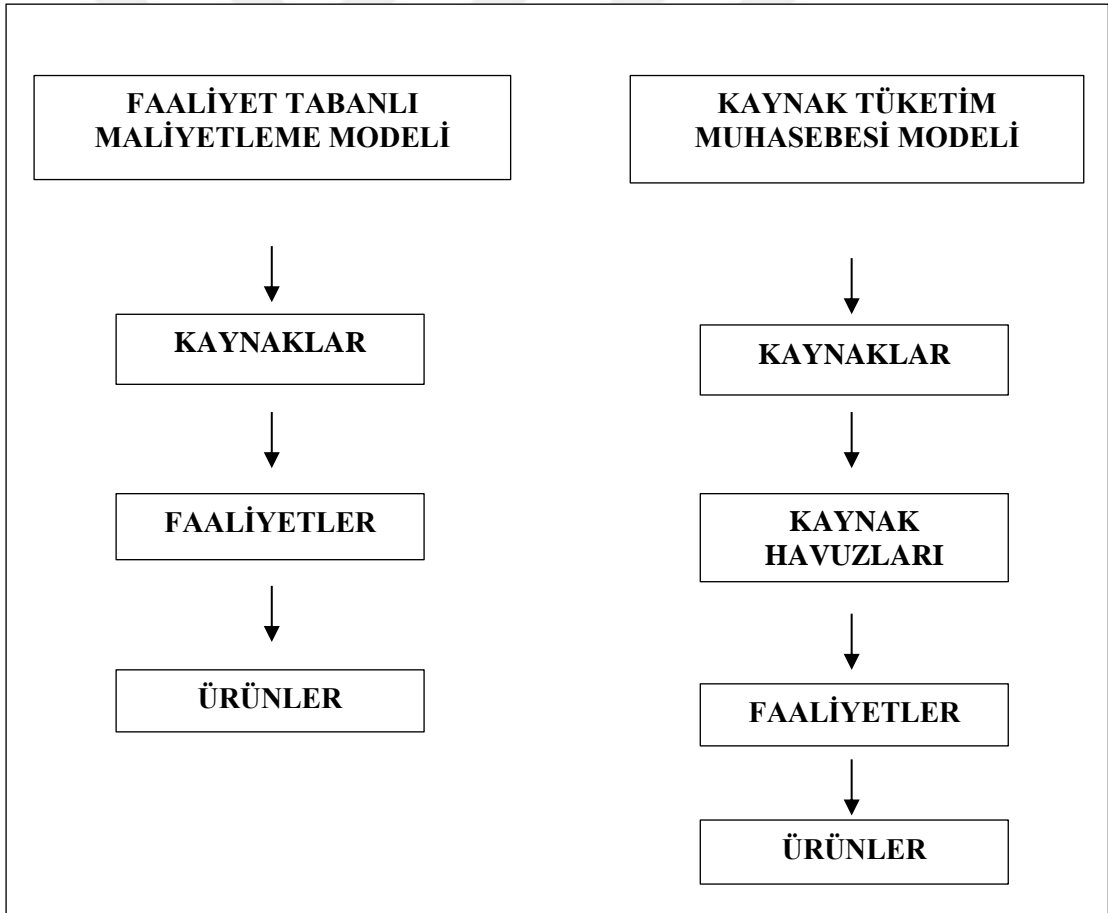 FAALİYET TABANLI
MALİYETLEME MODELİ
KAYNAKLAR
FAALİYETLER
ÜRÜNLER
KAYNAK TÜKETİM
MUHASEBESİ MODELİ
KAYNAKLAR
KAYNAK
HAVUZLARI
FAALİYETLER
ÜRÜNLER